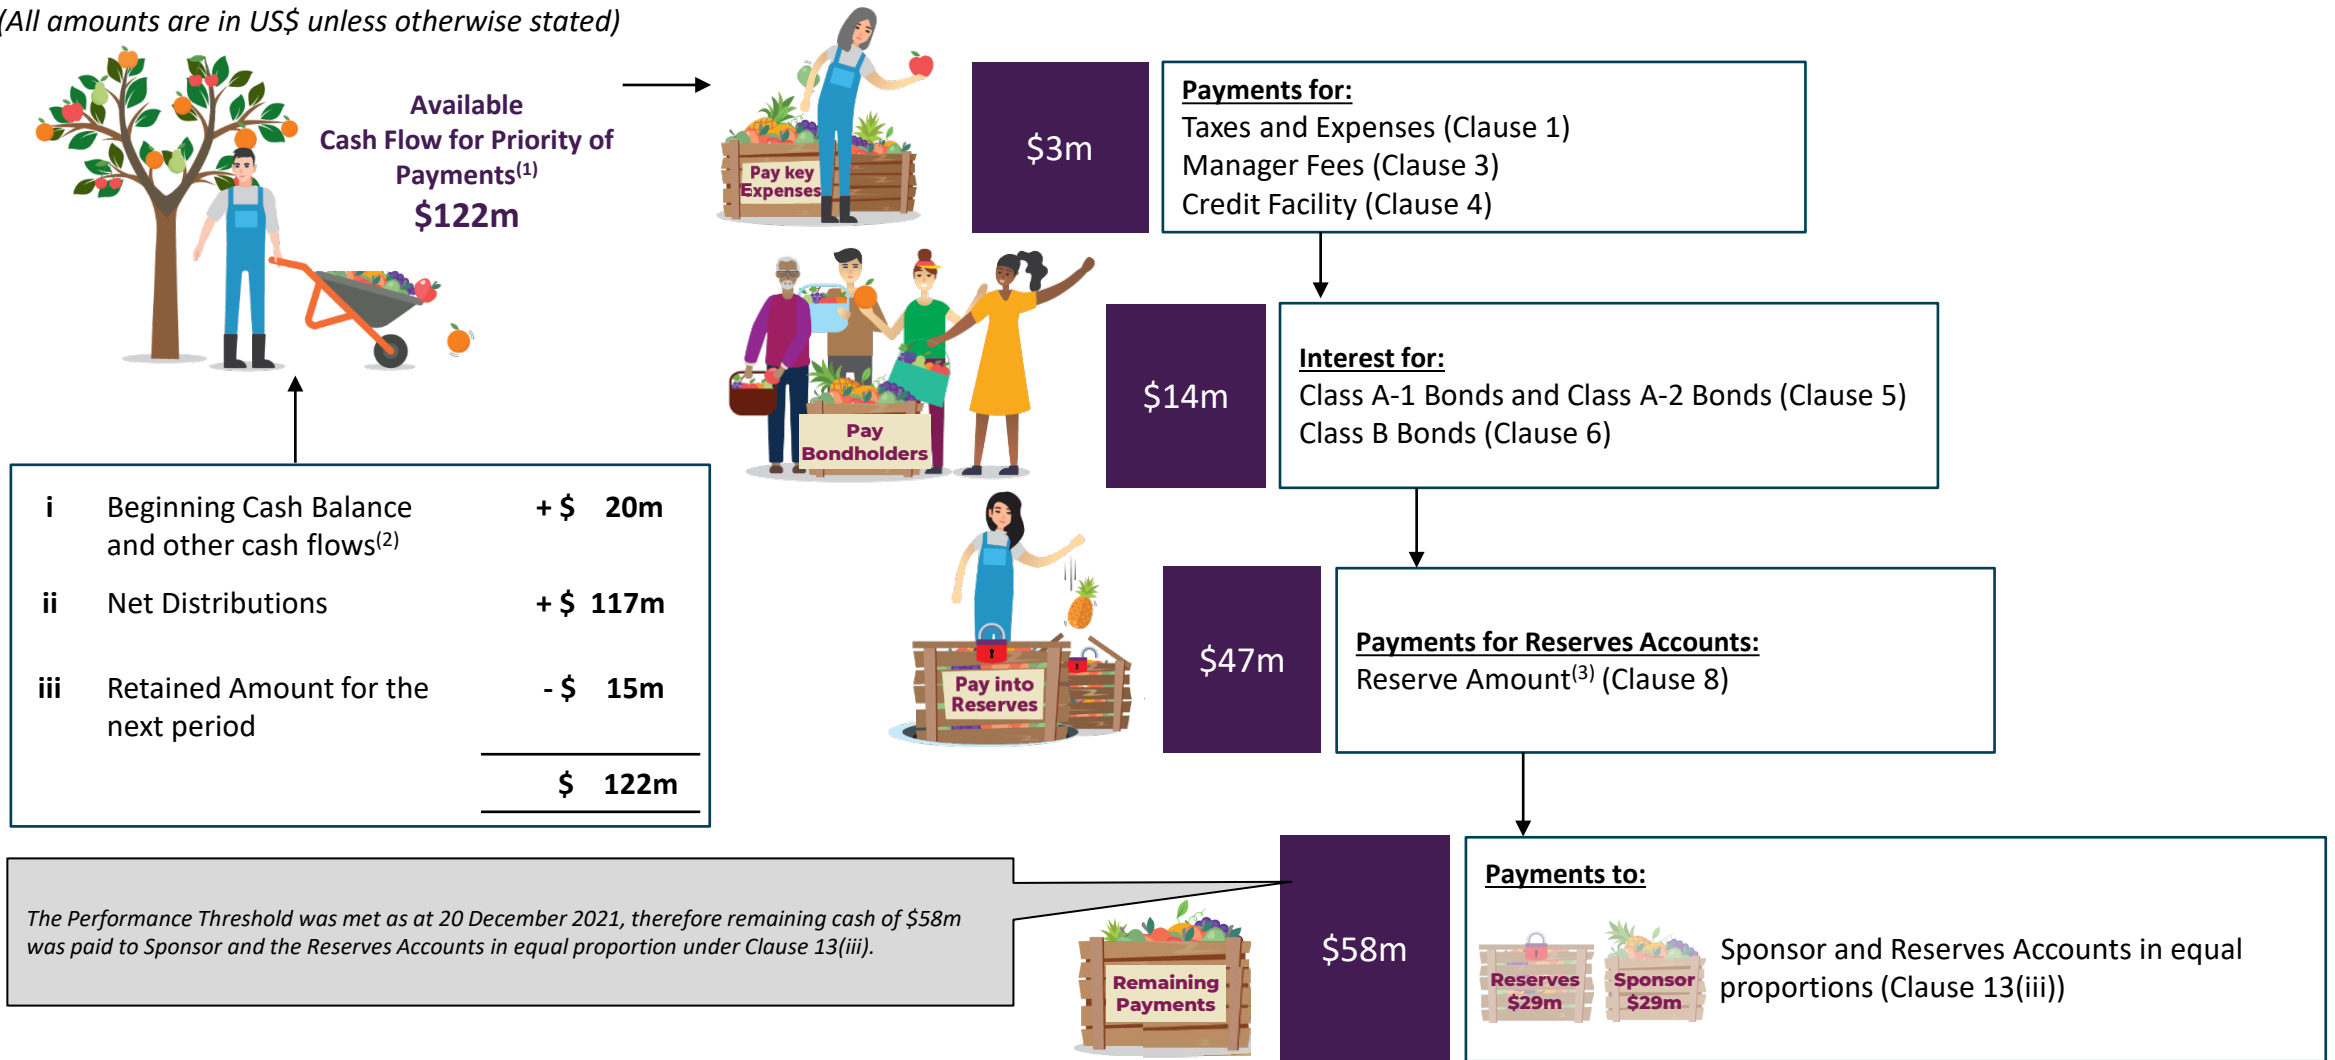 (All amounts are in US$ unless otherwise stated)
Available
Cash Flow for Priority of
Payments(1)
$122m
i Beginning Cash Balance + $ 20m
and other cash flows(2)
ii Net Distributions + $ 117m
iii Retained Amount for the - $ 15m
next period
$ 122m
Pay key
Expenses
$3m
Payments for:
Taxes and Expenses (Clause 1)
Manager Fees (Clause 3)
Credit Facility (Clause 4)
Pay
Bondholders
$14m
Interest for:
Class A-1 Bonds and Class A-2 Bonds (Clause 5)
Class B Bonds (Clause 6)
Pay into
Reserves
$47m
Payments for Reserves Accounts:
Reserve Amount(3) (Clause 8)
The Performance Threshold was met as at 20 December 2021, therefore remaining cash of $58m
was paid to Sponsor and the Reserves Accounts in equal proportion under Clause 13(iii).
Remaining
Payments
$58m
Payments to:
Reserves
$29m
Sponsor
$29m
Sponsor and Reserves Accounts in equal
proportions (Clause 13(iii))